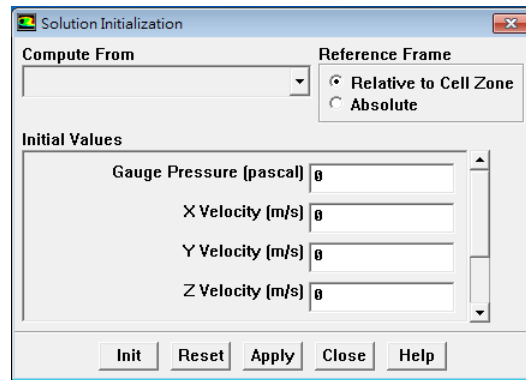 Solution Initialization
Compute From
Reference Frame
Relative to Cell Zone
Absolute
Initial Values
Gauge Pressure (pascal) 0
X Velocity (m/s) 0
Y Velocity (m/s) 0
Z Velocity (m/s) 0
Init Reset Apply Close Help